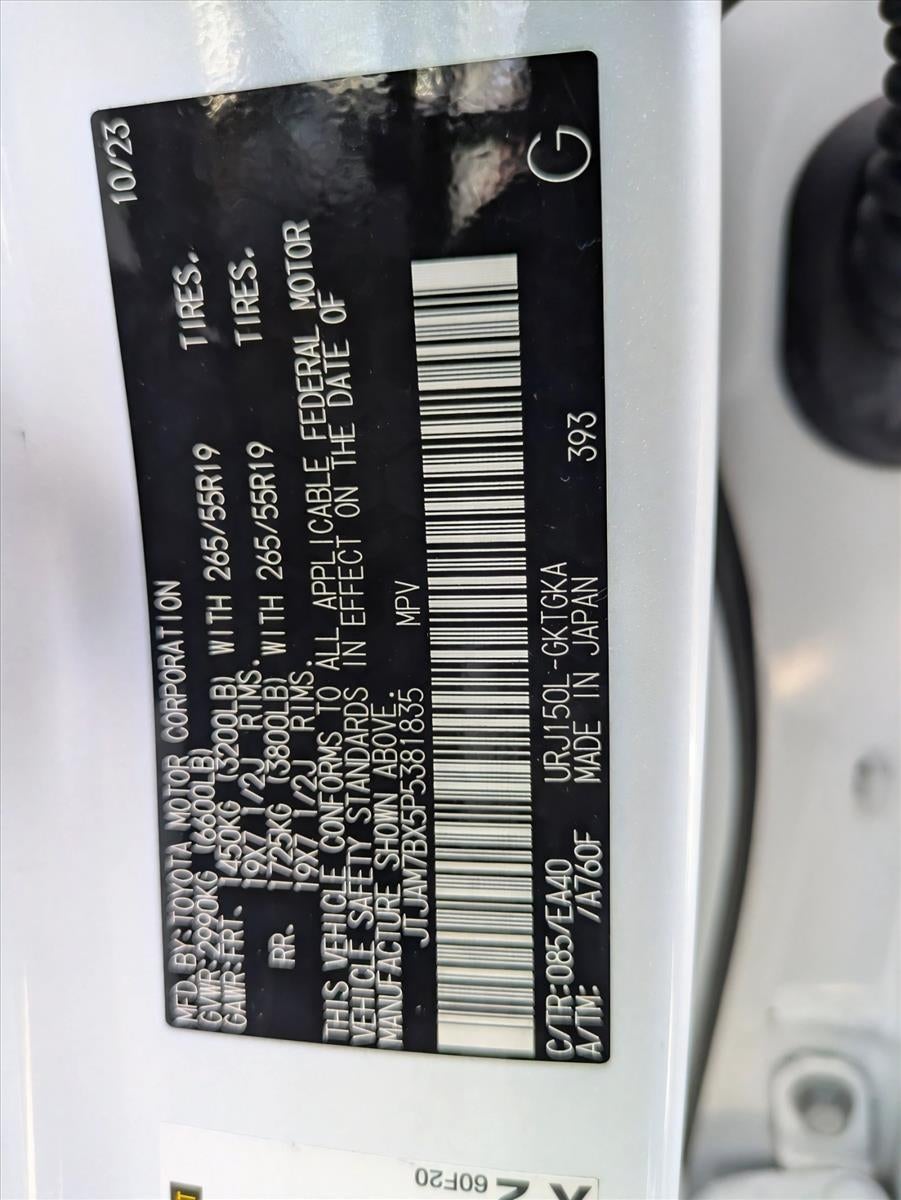 MFD. BY:TOYOTA MOTOR CORPORATION 10/23
GVWR:2990KG (6600LB)
GAWR:FRT. 1450KG (3200LB) WITH 265/55R19 TIRES.
19X7 1/2J RIMS.
RR. 1725KG (3800LB) WITH 265/55R19 TIRES.
19X7 1/2J RIMS.
THIS VEHICLE CONFORMS TO ALL APPLICABLE FEDERAL MOTOR
VEHICLE SAFETY STANDARDS IN EFFECT ON THE DATE OF
MANUFACTURE SHOWN ABOVE.
JTJAM7BX5P5381835 MPV
C/TR:085/EA40 URJ150L-GKTGKA G
A/TM: /A760F MADE IN JAPAN 393
60F20